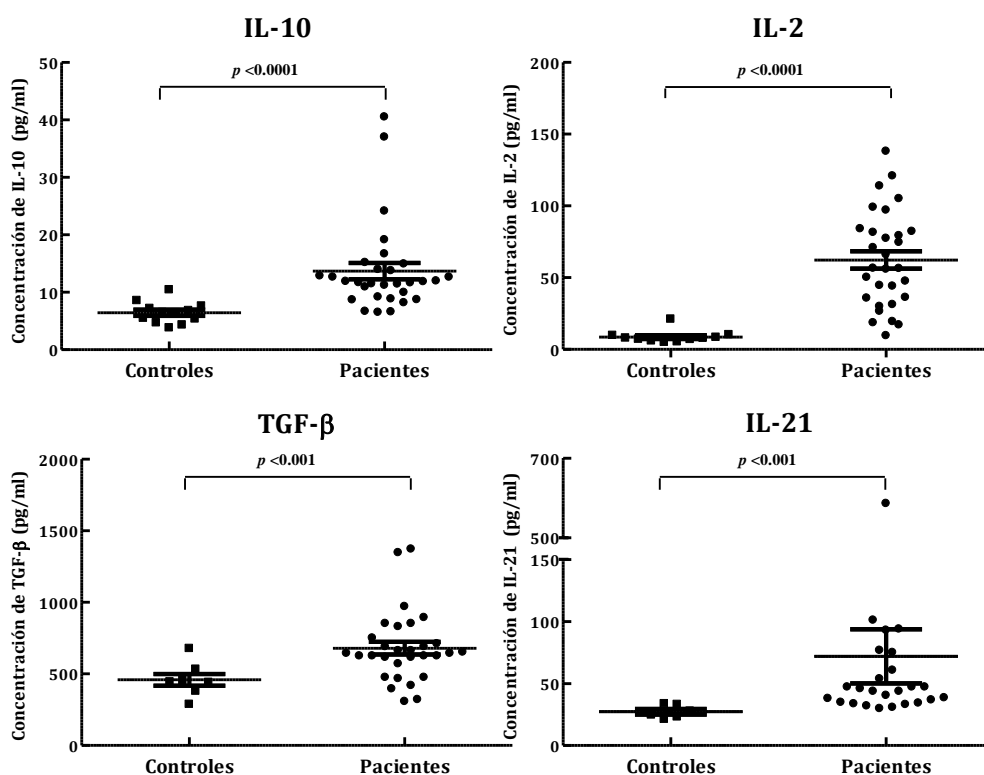 IL-10
Concentración de IL-10 (pg/ml)
50
40
30
20
10
0
p <0.0001
Controles
Pacientes
IL-2
Concentración de IL-2 (pg/ml)
200
150
100
50
0
p <0.0001
Controles
Pacientes
TGF-β
Concentración de TGF-β (pg/ml)
2000
1500
1000
500
0
p <0.001
Controles
Pacientes
IL-21
Concentración de IL-21 (pg/ml)
700
500
150
100
50
0
p <0.001
Controles
Pacientes